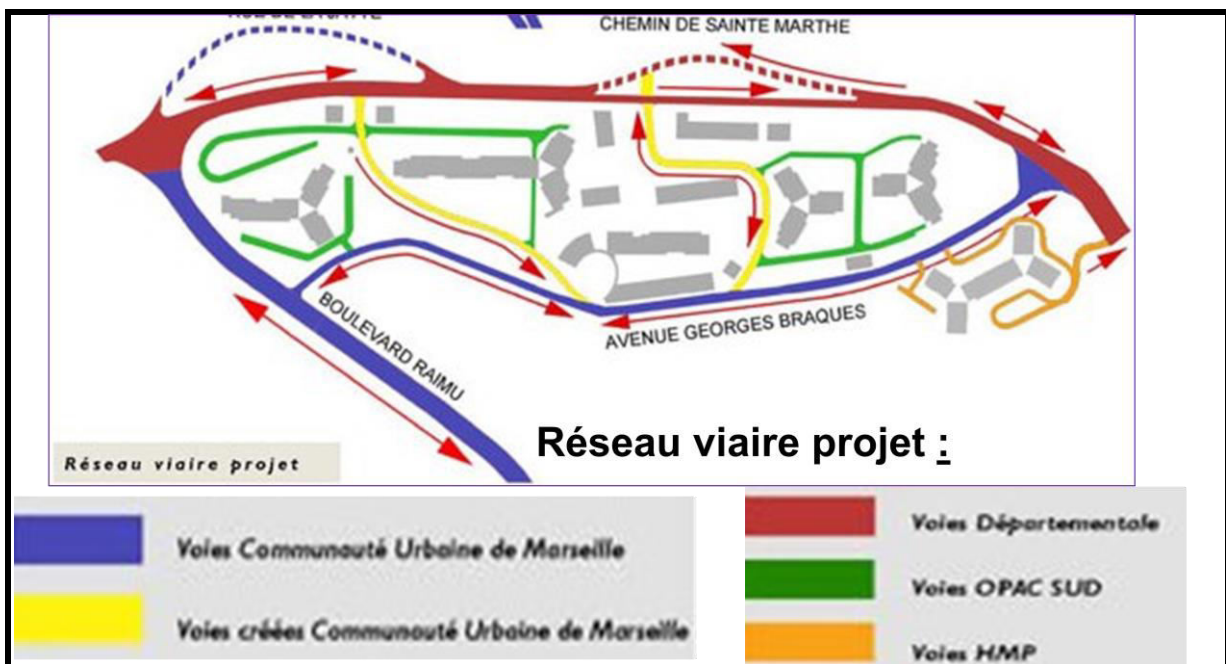 CHEMIN DE SAINTE MARTHE
BOULEVARD RAIMU
AVENUE GEORGES BRAQUES
Réseau viaire projet :
Réseau viaire projet
Voies Communauté Urbaine de Marseille
Voies créées Communauté Urbaine de Marseille
Voies Départementale
Voies OPAC SUD
Voies HMP